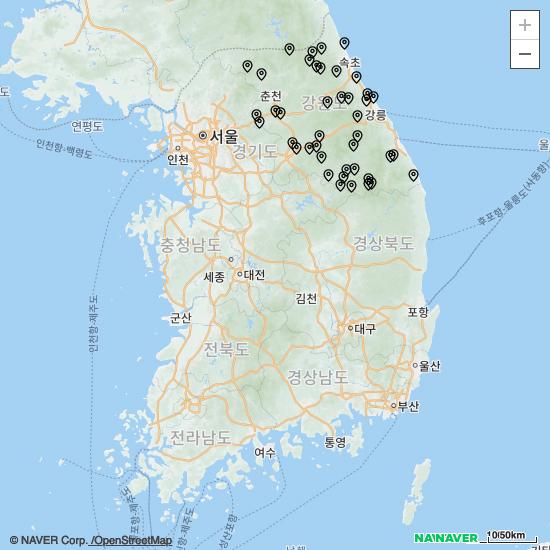 +
−
속초
춘천
강원도
강릉
연평도
서울
인천항-백령도
인천
경기도
울
후포항-울릉도(사동항)
충청남도
경상북도
세종
대전
인천항-제주도
김천
군산
포항
대구
전라북도
울산
경상남도
부산
전라남도
여수
통영
© NAVER Corp. /OpenStreetMap
NAVER
10/50km